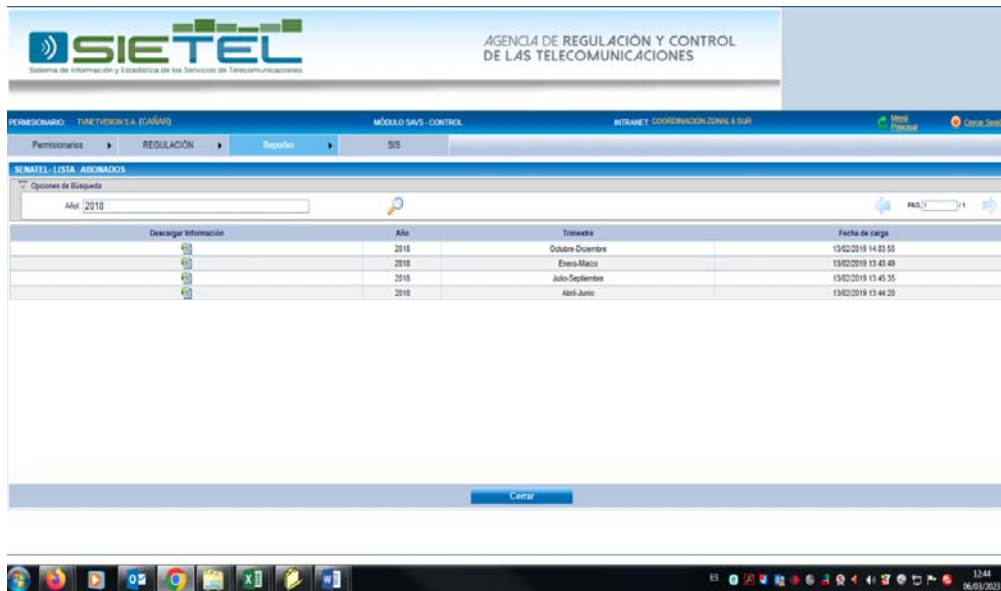 SIETEL
Sistema de Información y Estadística de los Servicios de Telecomunicaciones
AGENCIA DE REGULACIÓN Y CONTROL
DE LAS TELECOMUNICACIONES
PERMISIONARIO: TVNETVISION S.A. (CAÑAR) MÓDULO SAVS - CONTROL INTRANET: COORDINACIÓN ZONAL 6 SUR Menú Principal Cerrar Sesi
Permisionarios REGULACIÓN Reportes SIS
SENATEL- LISTA ABONADOS
Opciones de Búsqueda
Año: 2018 PAG. 1 / 1
Descargar Información Año Trimestre Fecha de carga
2018 Octubre-Diciembre 13/02/2019 14:03:55
2018 Enero-Marzo 13/02/2019 13:43:49
2018 Julio-Septiembre 13/02/2019 13:45:35
2018 Abril-Junio 13/02/2019 13:44:20
Cerrar
ES 12:44
06/03/2023